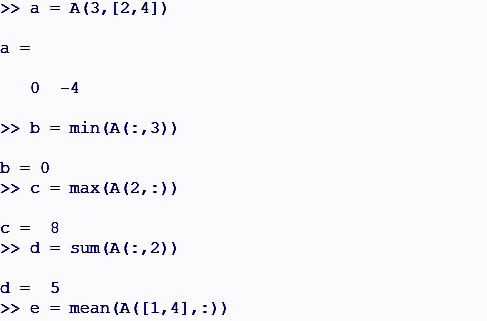 >> a = A(3,[2,4])
a =
0 -4
>> b = min(A(:,3))
b = 0
>> c = max(A(2,:))
c = 8
>> d = sum(A(:,2))
d = 5
>> e = mean(A([1,4],:))